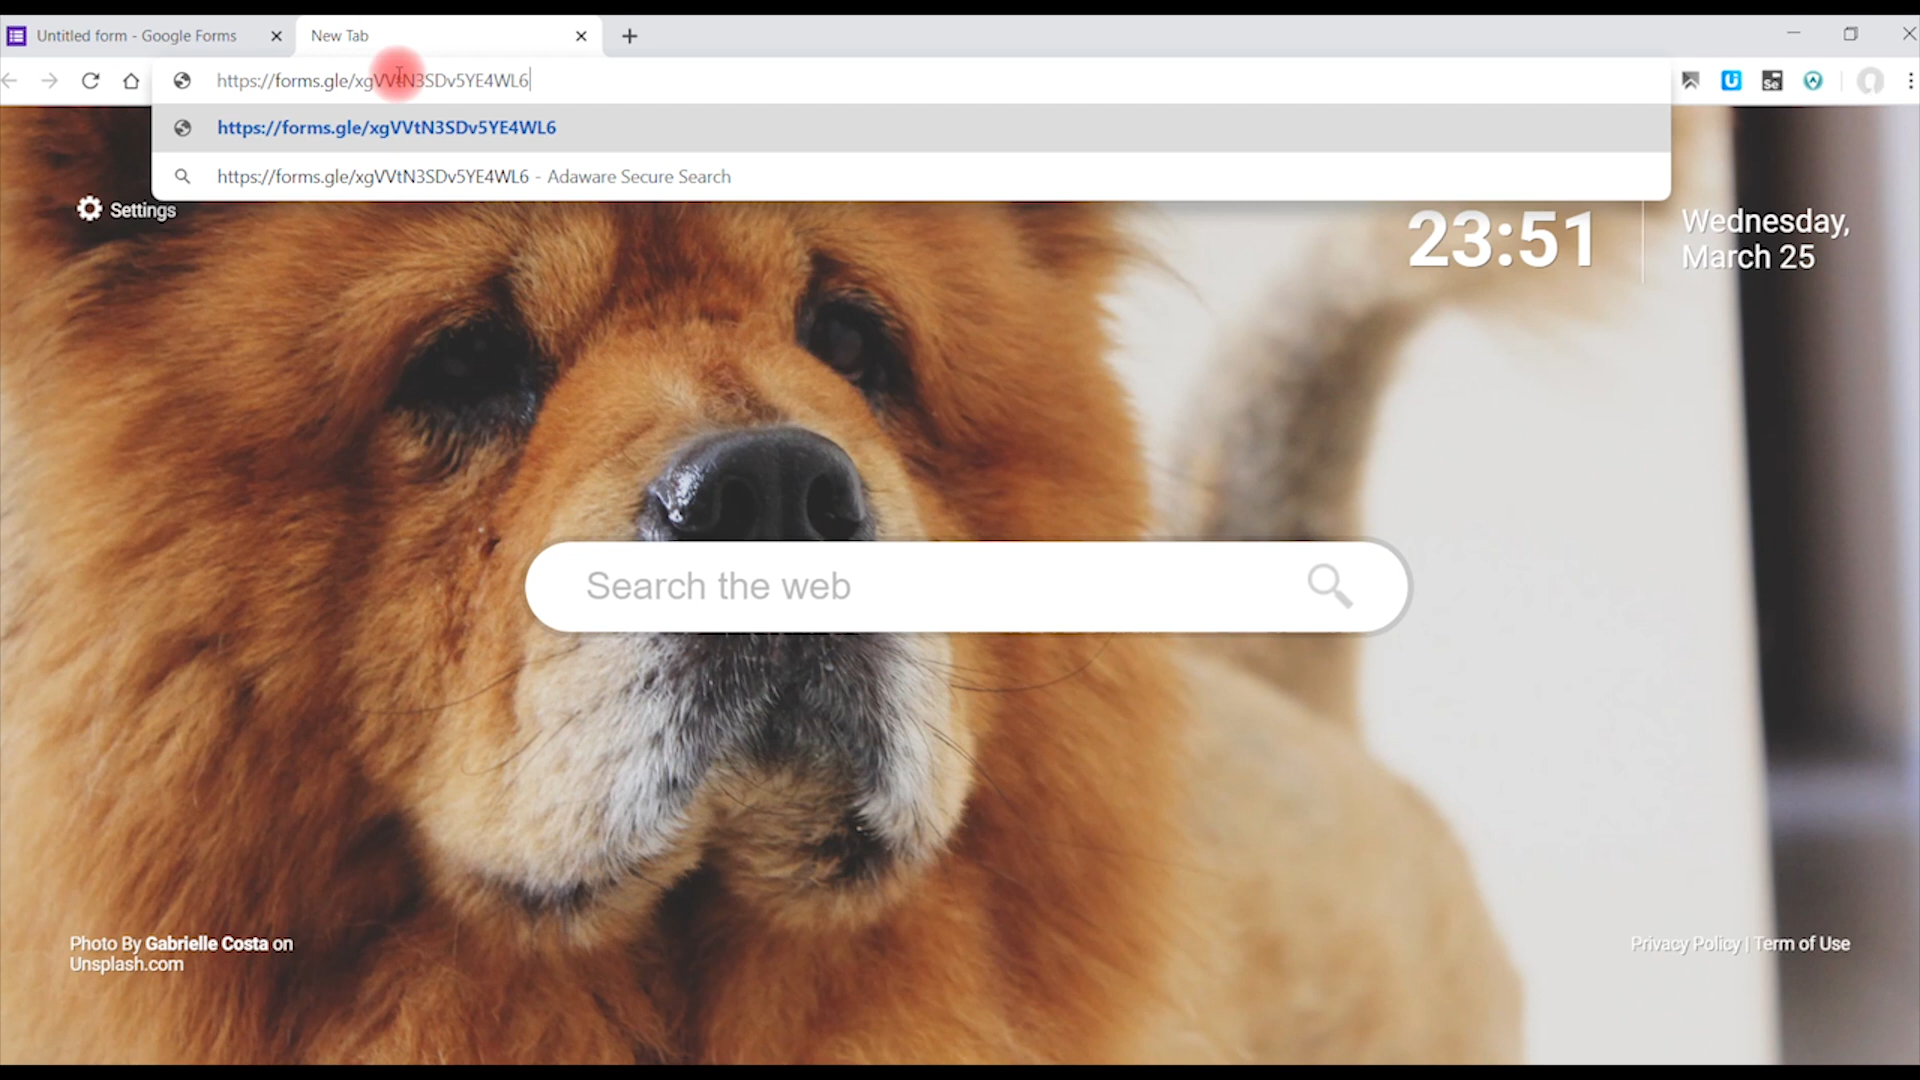 Untitled form - Google Forms
New Tab
https://forms.gle/xgVVtN3SDv5YE4WL6
https://forms.gle/xgVVtN3SDv5YE4WL6
https://forms.gle/xgVVtN3SDv5YE4WL6 - Adaware Secure Search
Se
Settings
23:51
Wednesday,
March 25
Search the web
Photo By Gabrielle Costa on
Unsplash.com
Privacy Policy | Term of Use